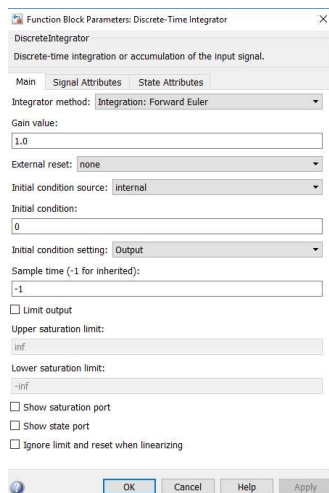 Function Block Parameters: Discrete-Time Integrator
DiscreteIntegrator
Discrete-time integration or accumulation of the input signal.
Main Signal Attributes State Attributes
Integrator method: Integration: Forward Euler
Gain value:
1.0
External reset: none
Initial condition source: internal
Initial condition:
0
Initial condition setting: Output
Sample time (-1 for inherited):
-1
Limit output
Upper saturation limit:
inf
Lower saturation limit:
-inf
Show saturation port
Show state port
Ignore limit and reset when linearizing
OK Cancel Help Apply